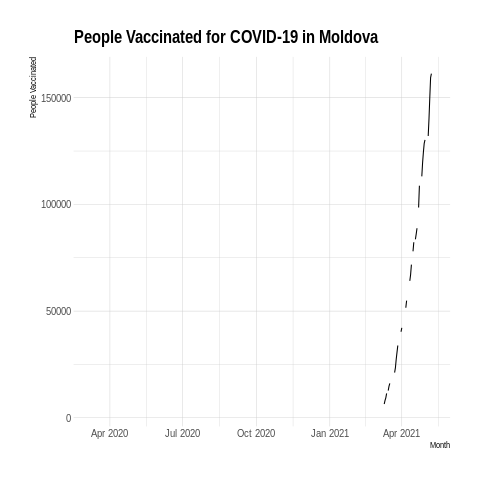 People Vaccinated for COVID-19 in Moldova
People Vaccinated
150000
100000
50000
0
Apr 2020 Jul 2020 Oct 2020 Jan 2021 Apr 2021
Month